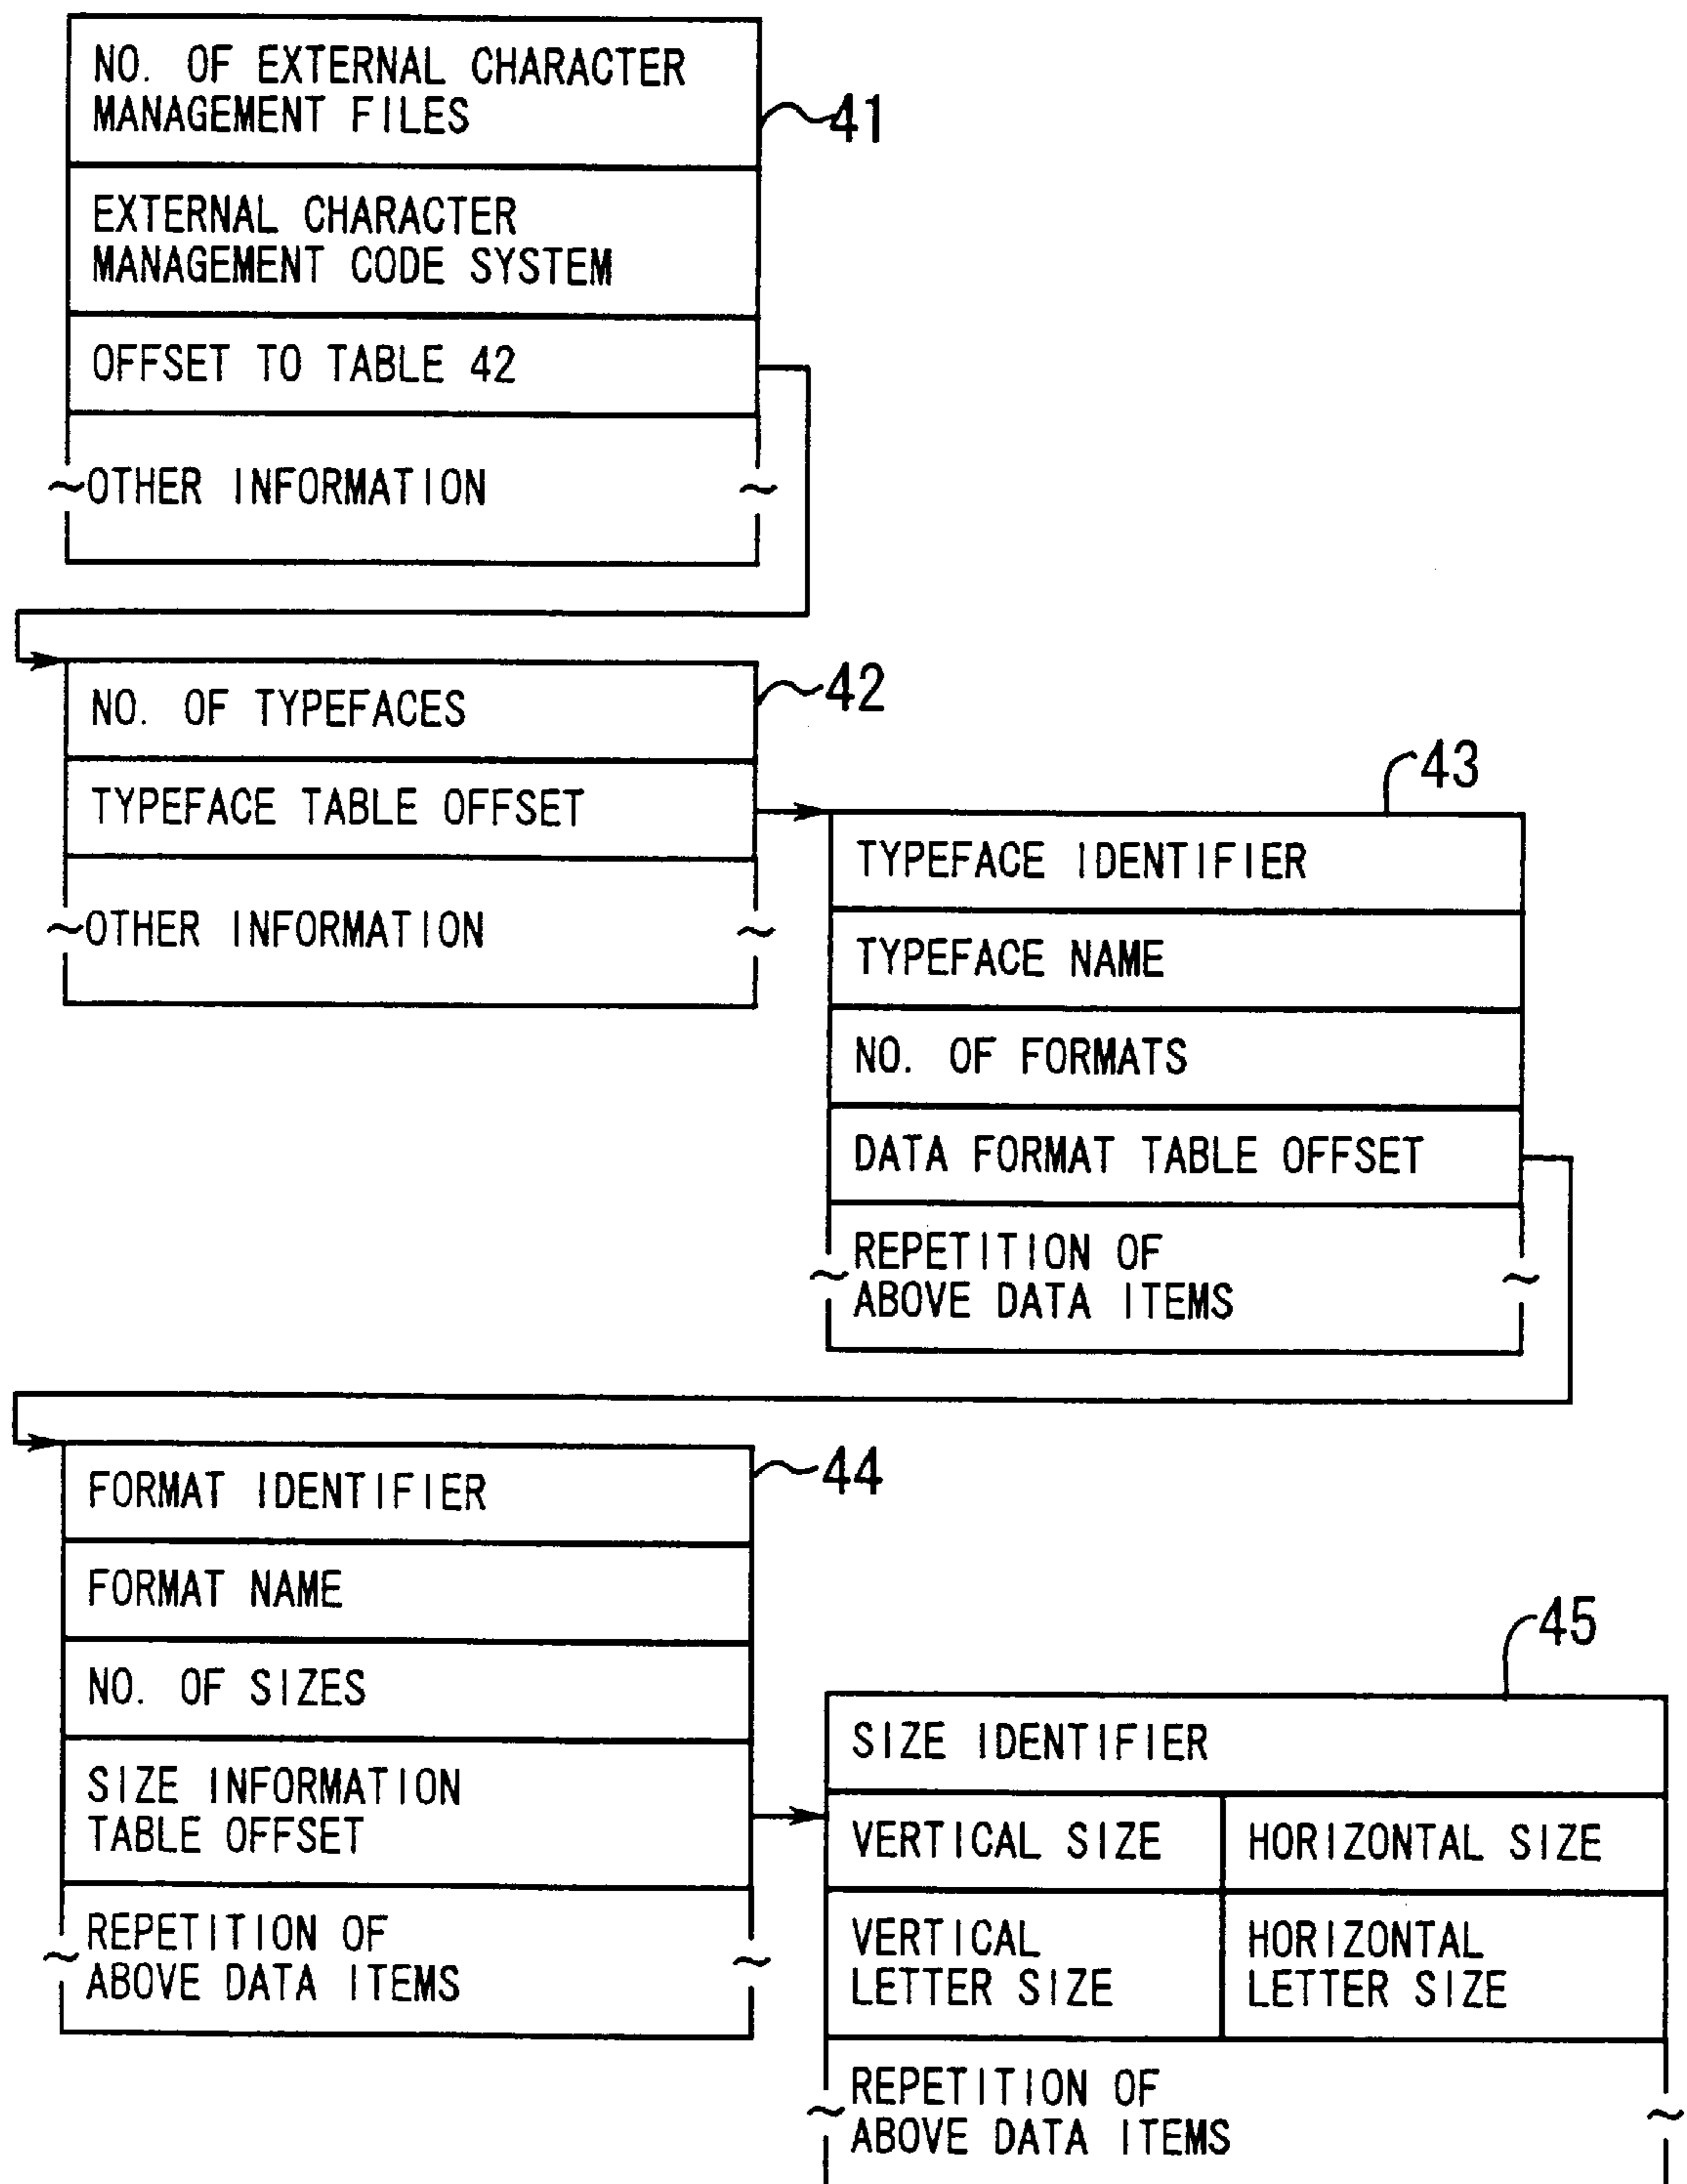 NO. OF EXTERNAL CHARACTER
MANAGEMENT FILES
41
EXTERNAL CHARACTER
MANAGEMENT CODE SYSTEM
OFFSET TO TABLE 42
OTHER INFORMATION
42
NO. OF TYPEFACES
TYPEFACE TABLE OFFSET
OTHER INFORMATION
43
TYPEFACE IDENTIFIER
TYPEFACE NAME
NO. OF FORMATS
DATA FORMAT TABLE OFFSET
REPETITION OF
ABOVE DATA ITEMS
44
FORMAT IDENTIFIER
FORMAT NAME
NO. OF SIZES
SIZE INFORMATION
TABLE OFFSET
REPETITION OF
ABOVE DATA ITEMS
45
SIZE IDENTIFIER
VERTICAL SIZE
HORIZONTAL SIZE
VERTICAL
LETTER SIZE
HORIZONTAL
LETTER SIZE
REPETITION OF
ABOVE DATA ITEMS